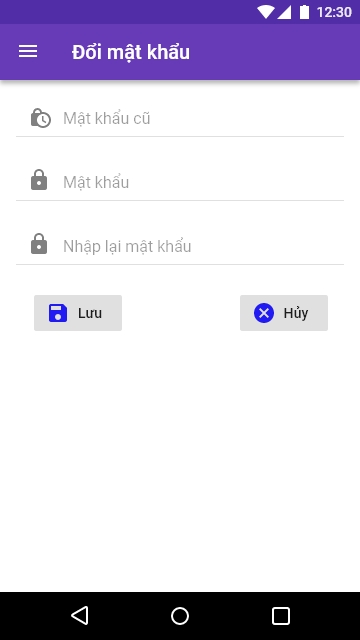 12:30
Đổi mật khẩu
Mật khẩu cũ
Mật khẩu
Nhập lại mật khẩu
Lưu
Hủy